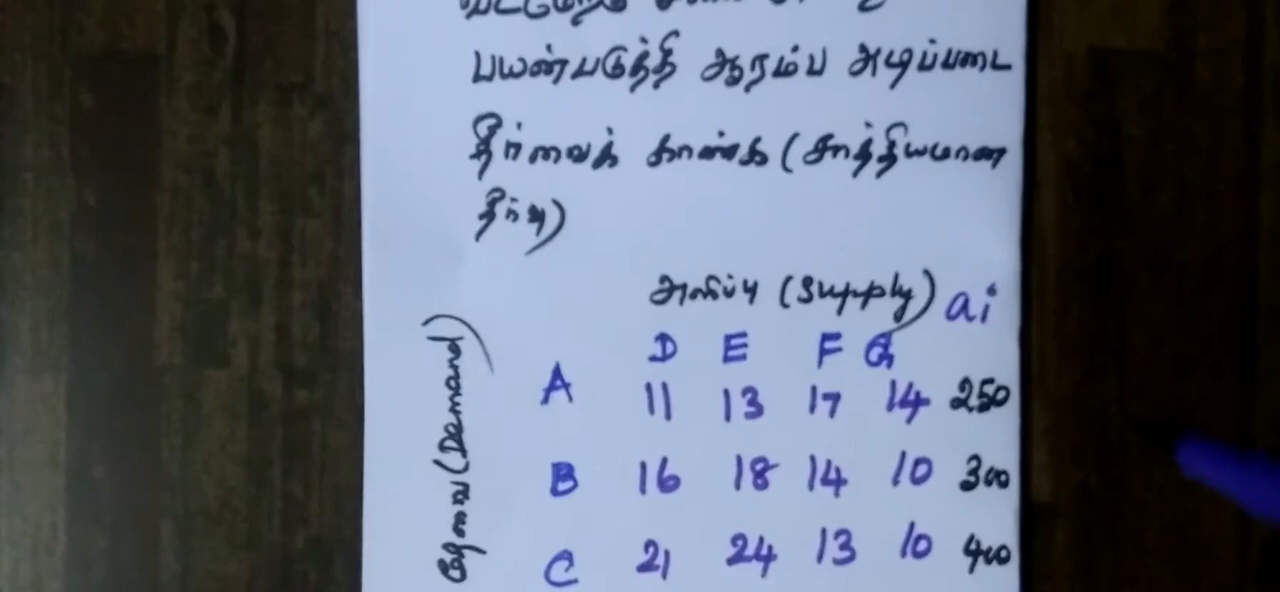 பயன்படுத்தி ஆரம்ப அடிப்படை
தீர்வைக் காண்க (சாத்தியமான
தீர்வு)
அளிப்பு (Supply) ai
D E F G
A 11 13 17 14 250
B 16 18 14 10 300
C 21 24 13 10 400
தேவை (Demand)